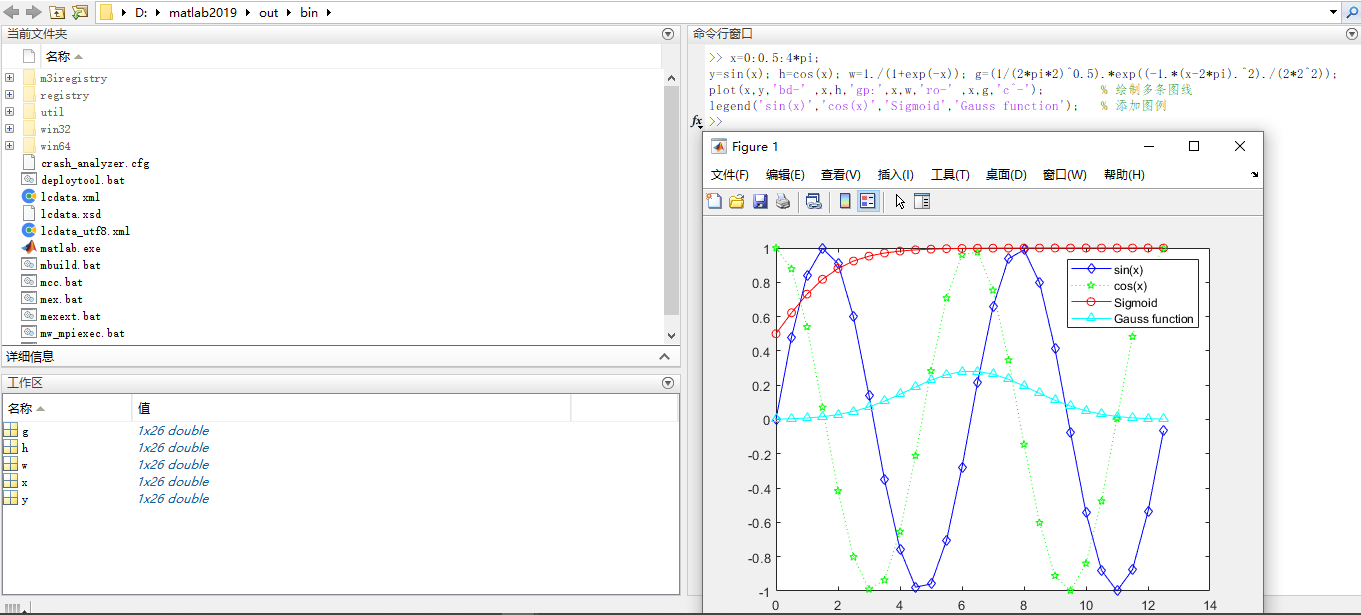 D: matlab2019 out bin
当前文件夹
名称
m3iregistry
registry
util
win32
win64
crash_analyzer.cfg
deploytool.bat
lcdata.xml
lcdata.xsd
lcdata_utf8.xml
matlab.exe
mbuild.bat
mcc.bat
mex.bat
mexext.bat
mw_mpiexec.bat
详细信息
工作区
名称 值
g 1x26 double
h 1x26 double
w 1x26 double
x 1x26 double
y 1x26 double
命令行窗口
>> x=0:0.5:4*pi;
y=sin(x); h=cos(x); w=1./(1+exp(-x)); g=(1/(2*pi*2)^0.5).*exp((-1.*(x-2*pi).^2)./(2*2^2));
plot(x,y,'bd-' ,x,h,'gp:',x,w,'ro-' ,x,g,'c^-'); % 绘制多条图线
legend('sin(x)','cos(x)','Sigmoid','Gauss function'); % 添加图例
fx >>
Figure 1
文件(F) 编辑(E) 查看(V) 插入(I) 工具(T) 桌面(D) 窗口(W) 帮助(H)
1
0.8
0.6
0.4
0.2
0
-0.2
-0.4
-0.6
-0.8
-1
0 2 4 6 8 10 12 14
sin(x)
cos(x)
Sigmoid
Gauss function